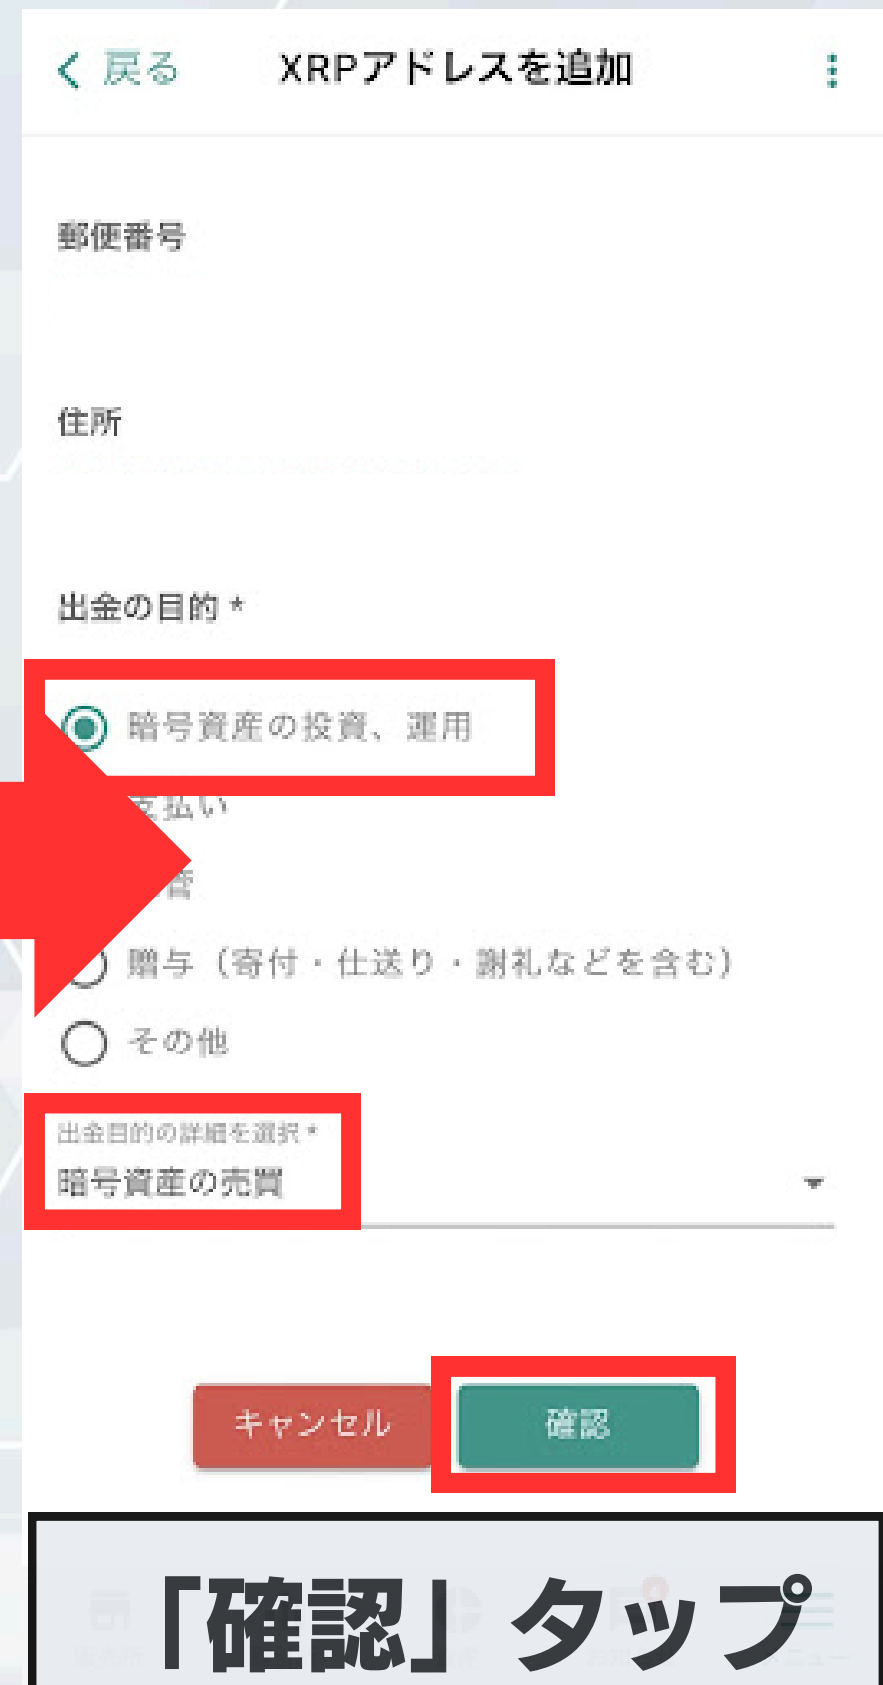 戻る XRPアドレスを追加
郵便番号
住所
出金の目的 *
暗号資産の投資、運用
支払い
管
贈与（寄付・仕送り・謝礼などを含む）
その他
出金目的の詳細を選択 *
暗号資産の売買
キャンセル 確認
「確認」タップ